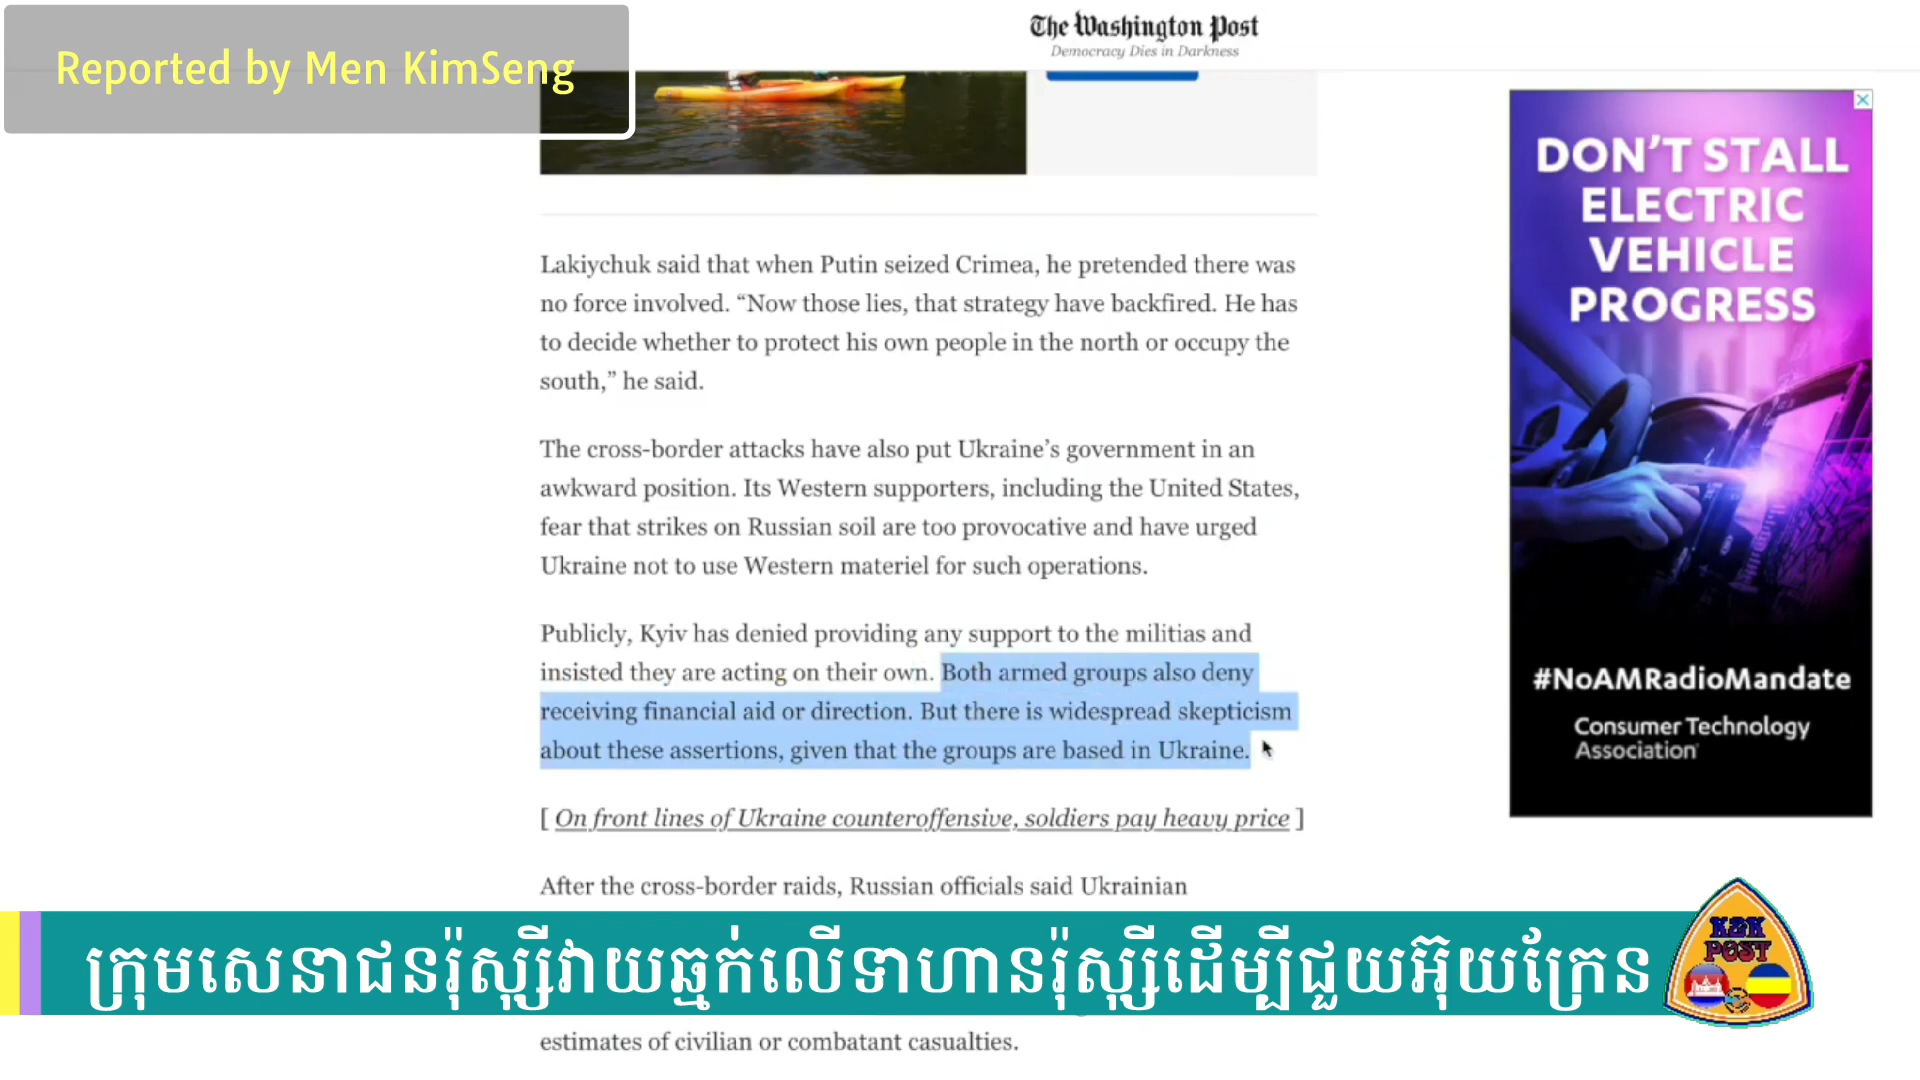 Reported by Men KimSeng
The Washington Post
Democracy Dies in Darkness
DON'T STALL
ELECTRIC
VEHICLE
PROGRESS
#NoAMRadioMandate
Consumer Technology
Association
Lakiychuk said that when Putin seized Crimea, he pretended there was
no force involved. “Now those lies, that strategy have backfired. He has
to decide whether to protect his own people in the north or occupy the
south,” he said.
The cross-border attacks have also put Ukraine’s government in an
awkward position. Its Western supporters, including the United States,
fear that strikes on Russian soil are too provocative and have urged
Ukraine not to use Western materiel for such operations.
Publicly, Kyiv has denied providing any support to the militias and
insisted they are acting on their own. Both armed groups also deny
receiving financial aid or direction. But there is widespread skepticism
about these assertions, given that the groups are based in Ukraine.
[ On front lines of Ukraine counteroffensive, soldiers pay heavy price ]
After the cross-border raids, Russian officials said Ukrainian
ក្រុមសេនាជនរ៉ុស្ស៊ីវាយឆ្មក់លើទាហានរ៉ុស្ស៊ីដើម្បីជួយអ៊ុយក្រែន
K&K
POST
estimates of civilian or combatant casualties.